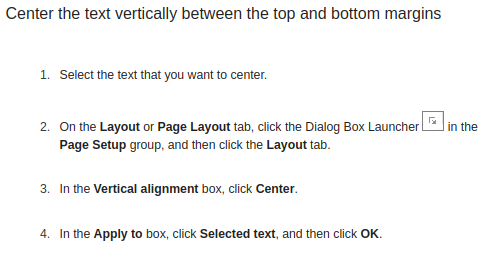 Center the text vertically between the top and bottom margins
1. Select the text that you want to center.
2. On the Layout or Page Layout tab, click the Dialog Box Launcher in the
Page Setup group, and then click the Layout tab.
3. In the Vertical alignment box, click Center.
4. In the Apply to box, click Selected text, and then click OK.